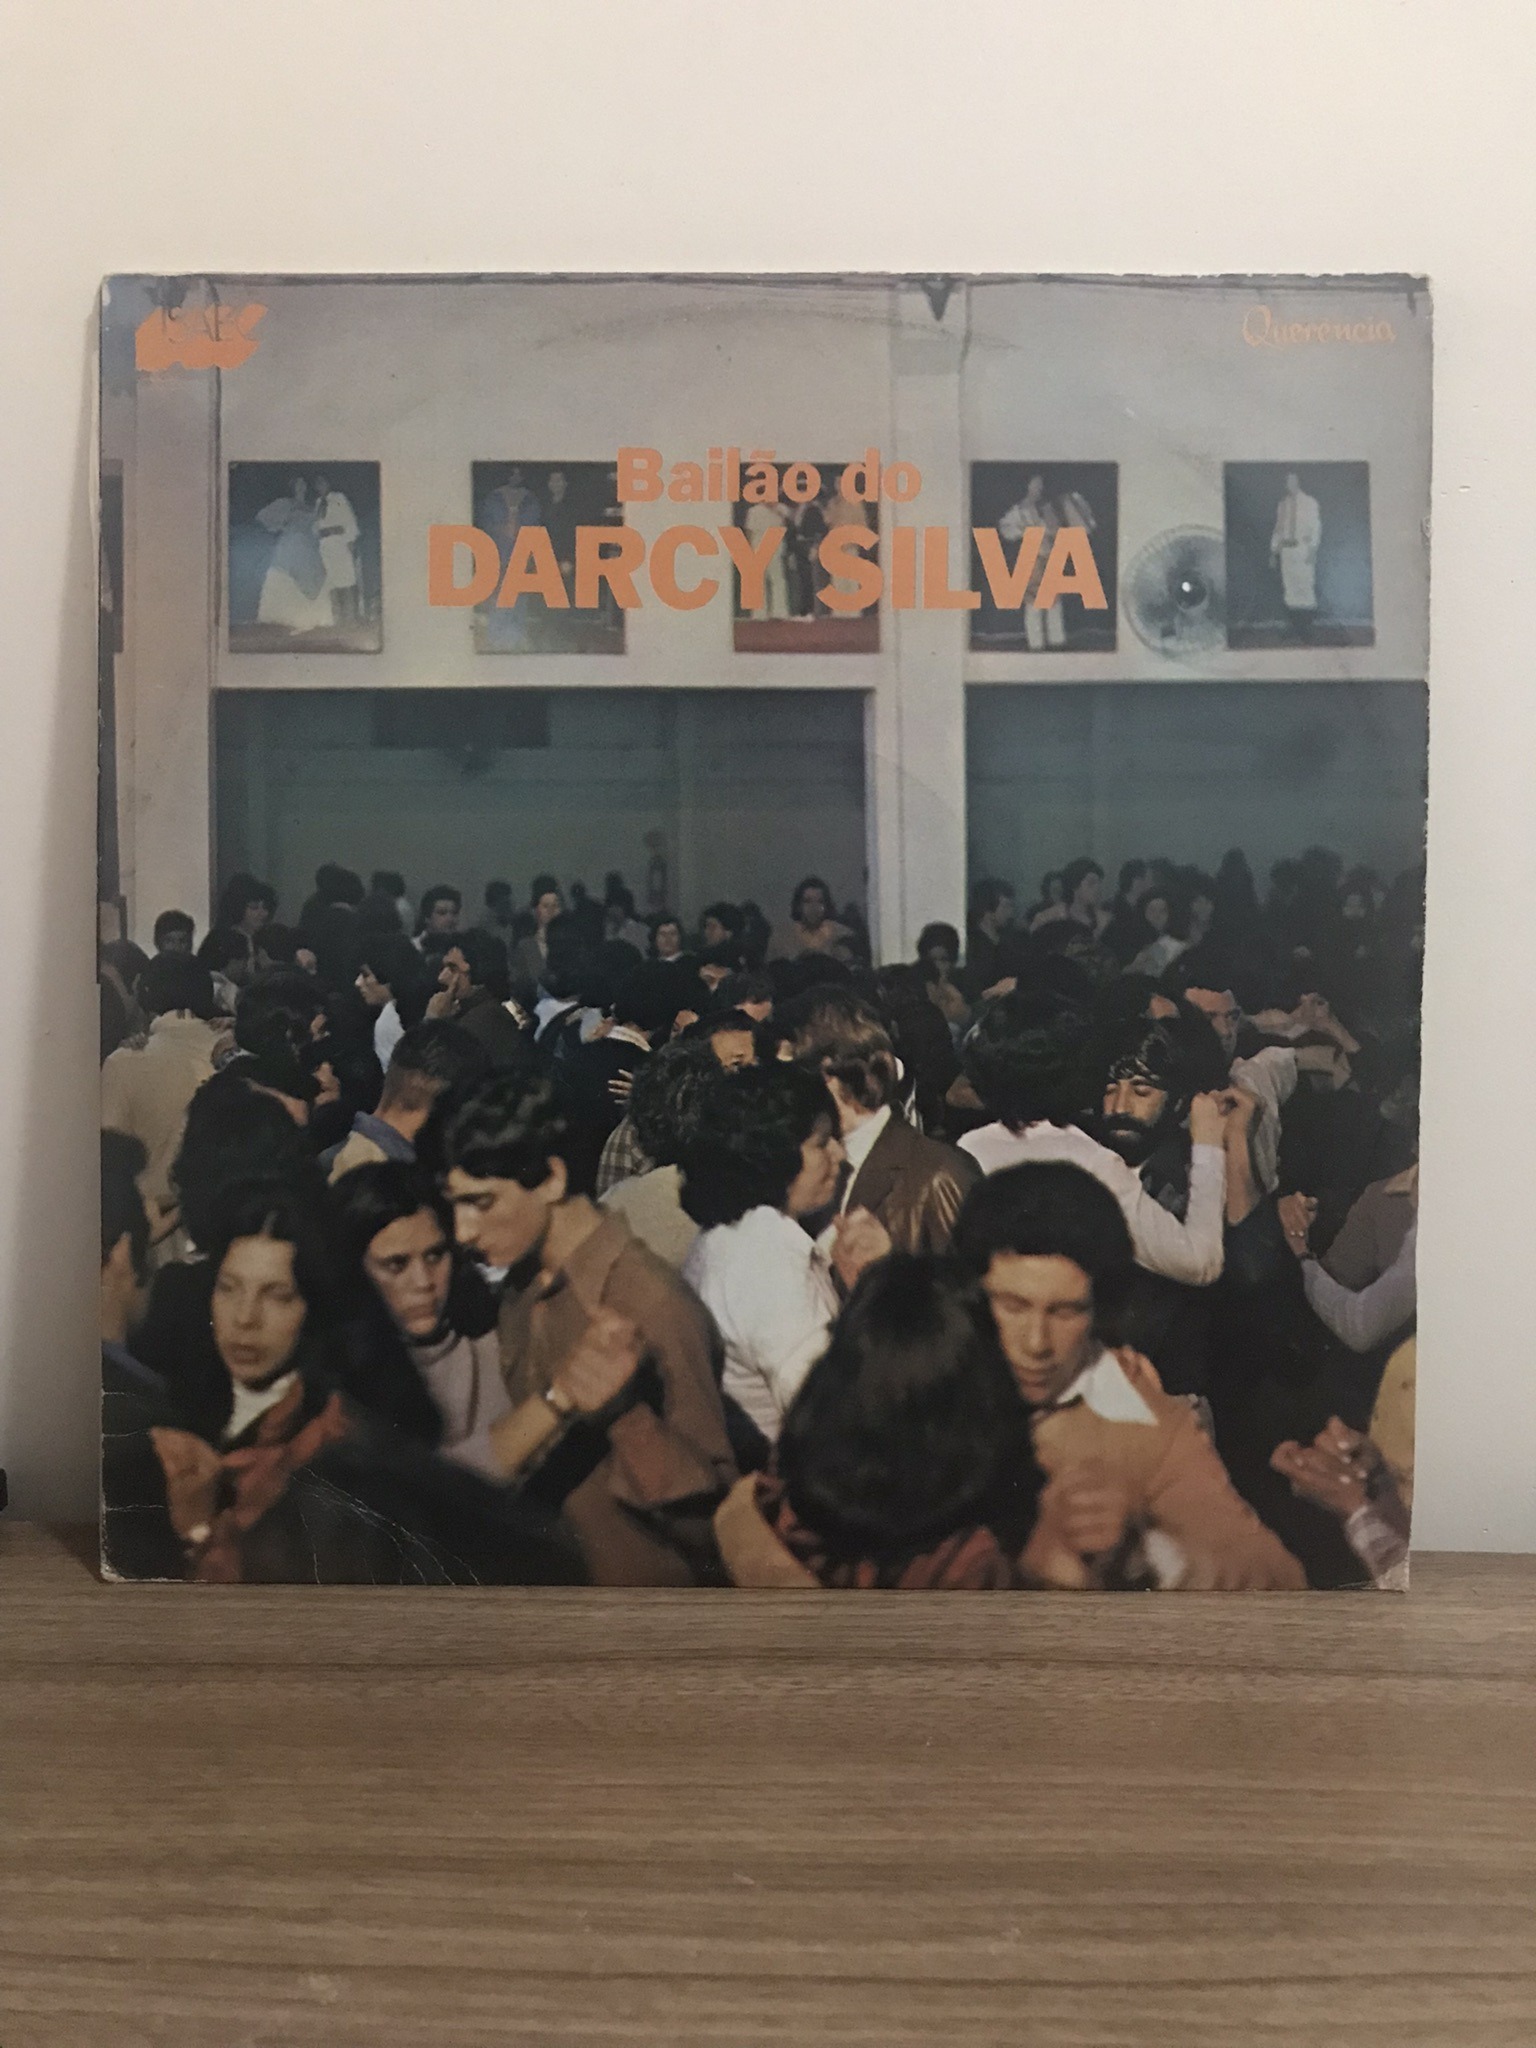 Querência
Bailão do
DARCY SILVA